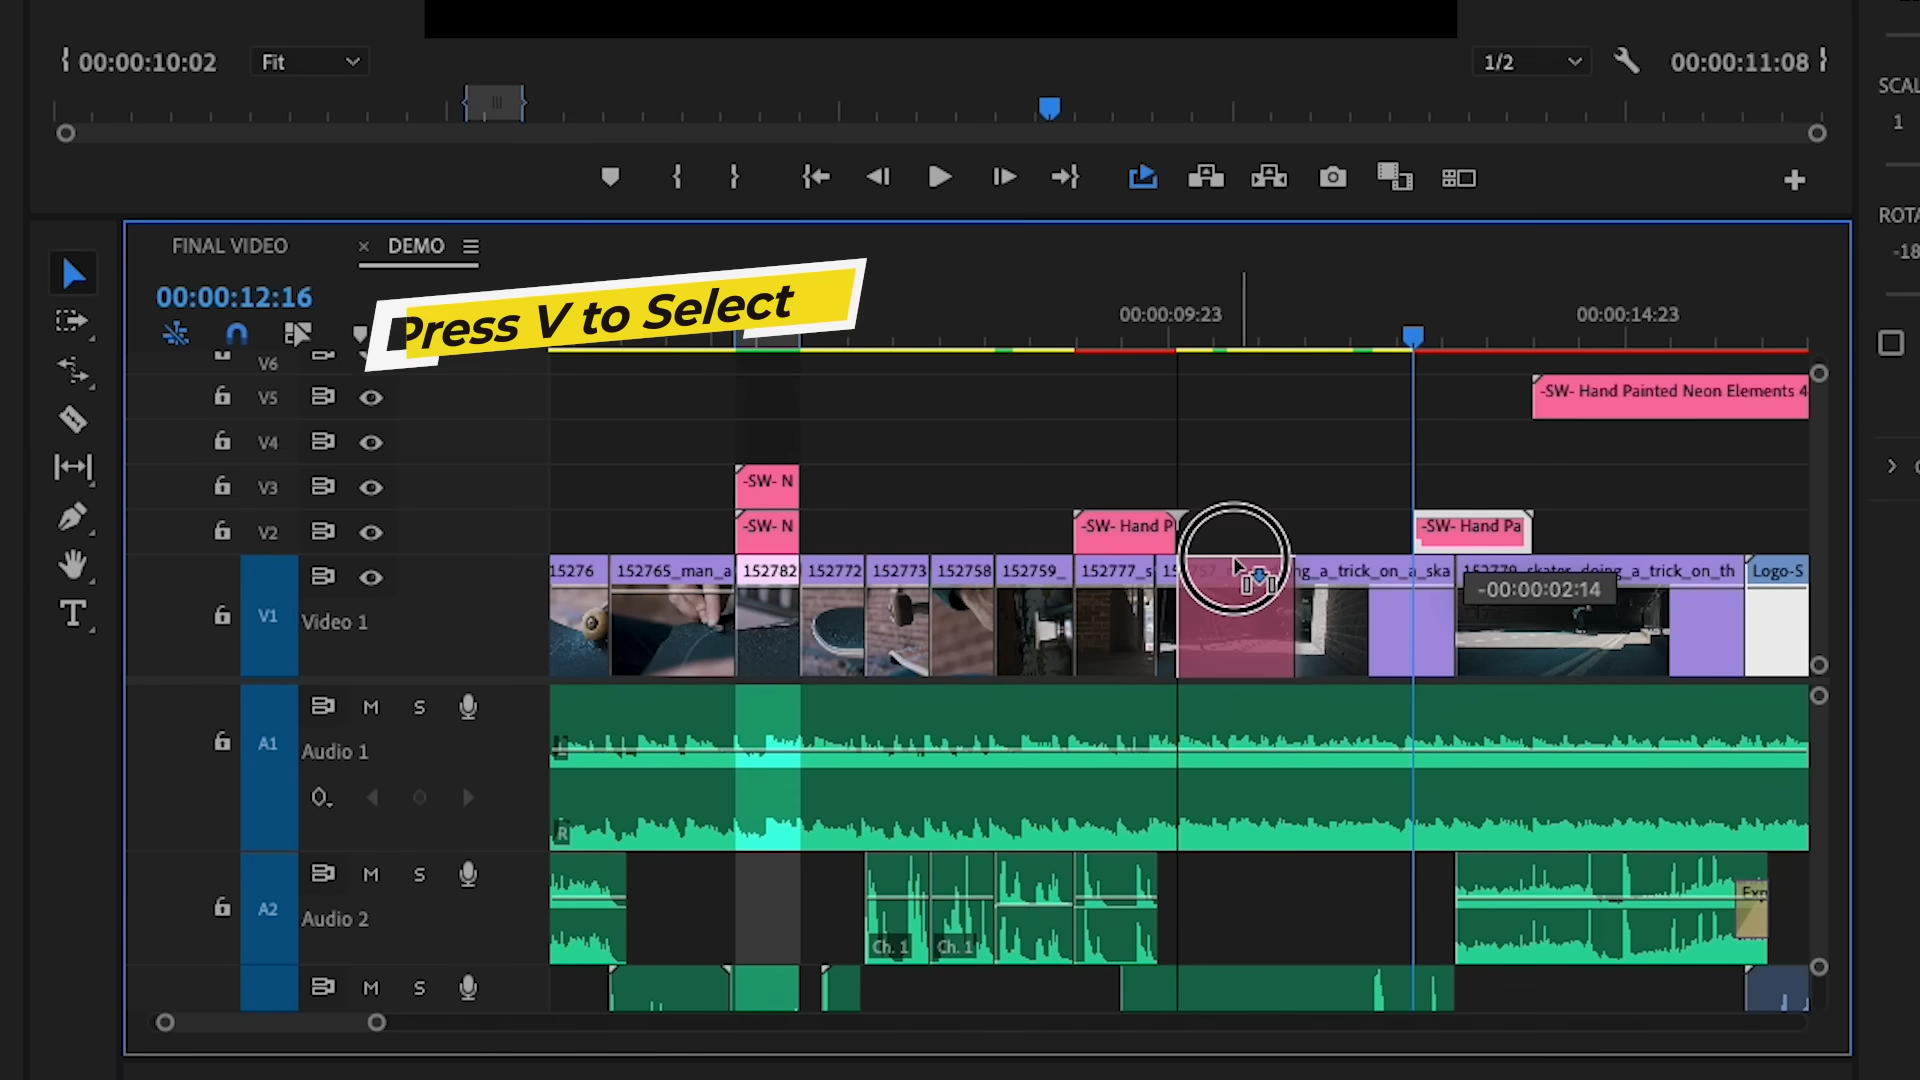 00:00:10:02
Fit
1/2
00:00:11:08
SCAL
1
ROTA
-18
FINAL VIDEO
× DEMO
00:00:12:16
Press V to Select
00:00:09:23
00:00:14:23
V6
V5
-SW- Hand Painted Neon Elements 4
V4
V3
-SW- N
V2
-SW- N
-SW- Hand P
-SW- Hand Pa
15276
152765_man_a
152782
152772
152773
152758
152759_
152777_s
ng_a_trick_on_a_ska
152779_skater_doing_a_trick_on_th
Logo-S
-00:00:02:14
V1
Video 1
T
M
S
A1
Audio 1
L
R
M
S
A2
Audio 2
Ch. 1
Ch. 1
Exp
M
S